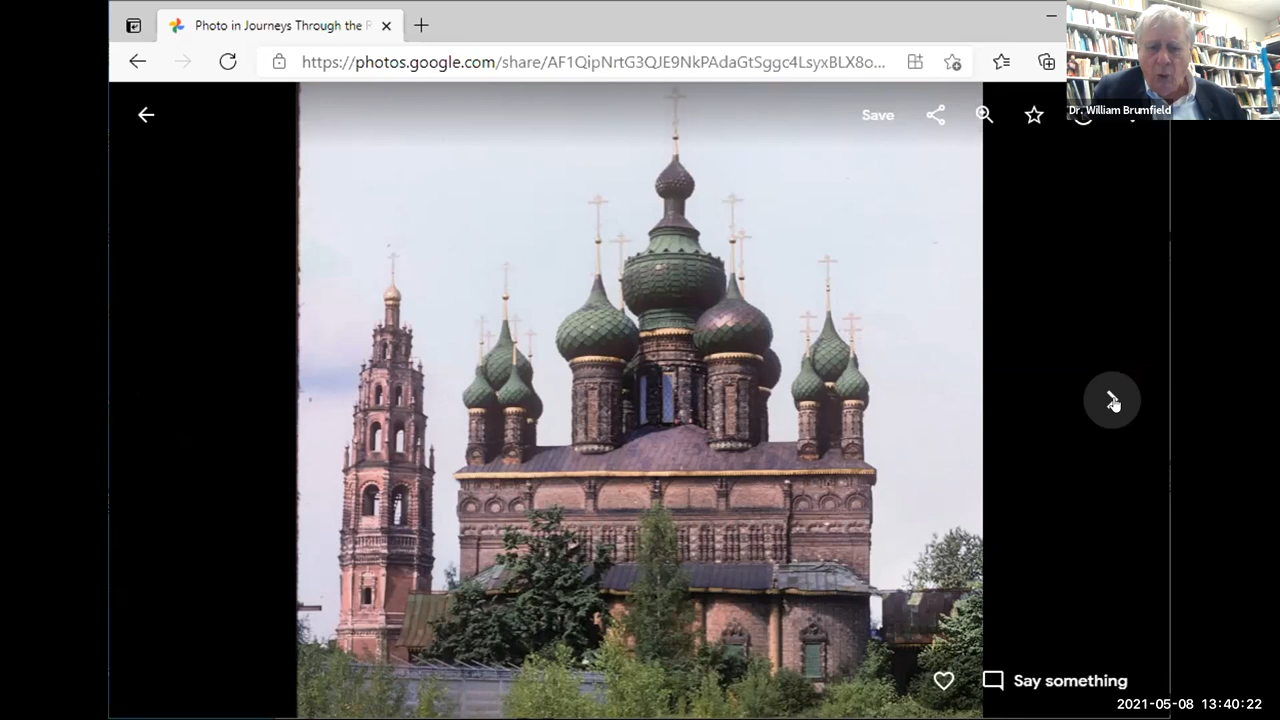 Photo in Journeys Through the R
https://photos.google.com/share/AF1QipNrtG3QJE9NkPAdaGtSggc4LsyxBLX8o...
Dr. William Brumfield
Save
Say something
2021-05-08 13:40:22